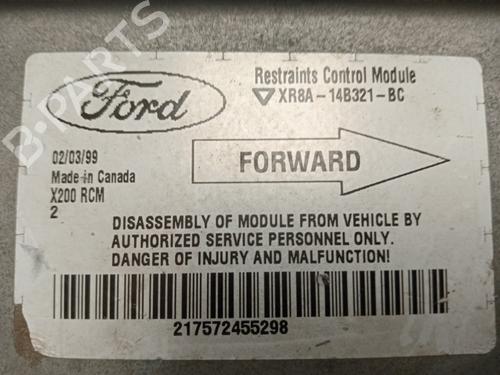 Ford
Restraints Control Module
XR8A-14B321-BC
02/03/99
Made in Canada
X200 RCM
2
FORWARD
DISASSEMBLY OF MODULE FROM VEHICLE BY
AUTHORIZED SERVICE PERSONNEL ONLY.
DANGER OF INJURY AND MALFUNCTION!
217572455298
B-PARTS